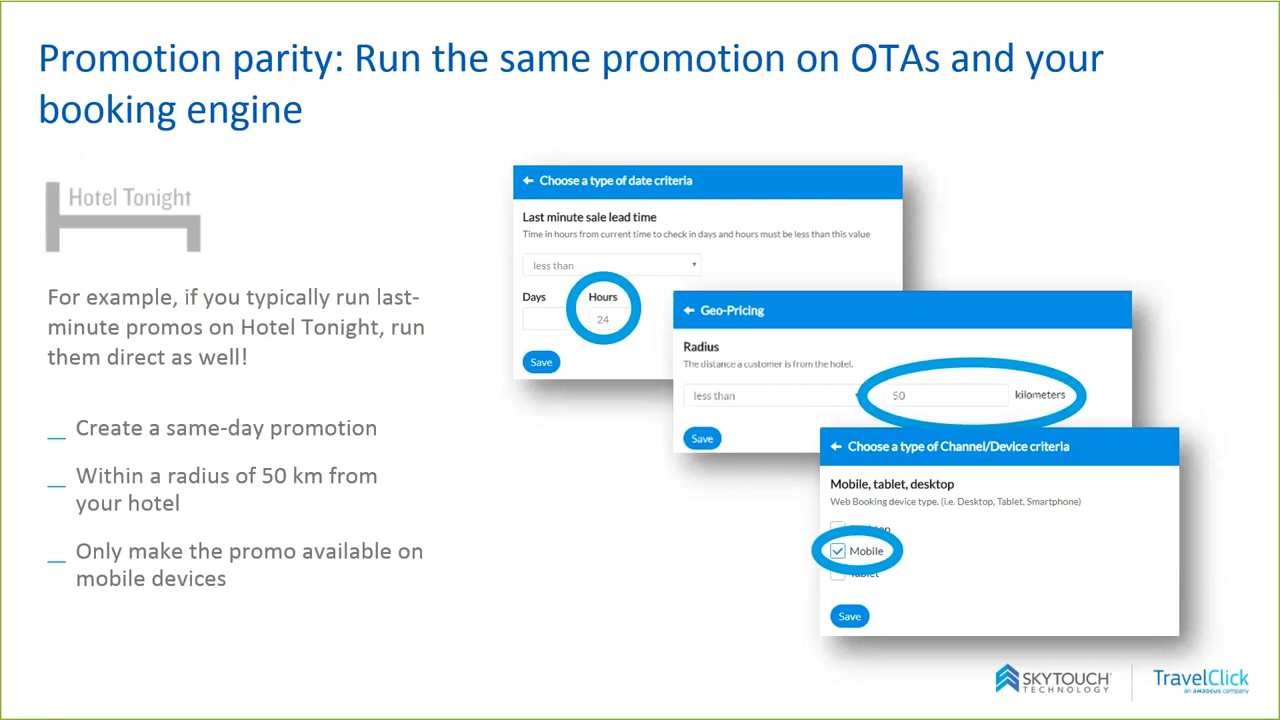 Promotion parity: Run the same promotion on OTAs and your
booking engine
Hotel Tonight
For example, if you typically run last-
minute promos on Hotel Tonight, run
them direct as well!
Create a same-day promotion
Within a radius of 50 km from
your hotel
Only make the promo available on
mobile devices
Choose a type of date criteria
Last minute sale lead time
Time in hours from current time to check in days and hours must be less than this value
less than
Days Hours
24
Save
Geo-Pricing
Radius
The distance a customer is from the hotel.
less than 50 kilometers
Save
Choose a type of Channel/Device criteria
Mobile, tablet, desktop
Web Booking device type. (i.e. Desktop, Tablet, Smartphone)
Mobile
Tablet
Save
SKYTOUCH
TECHNOLOGY
TravelClick
an AMADEUS company